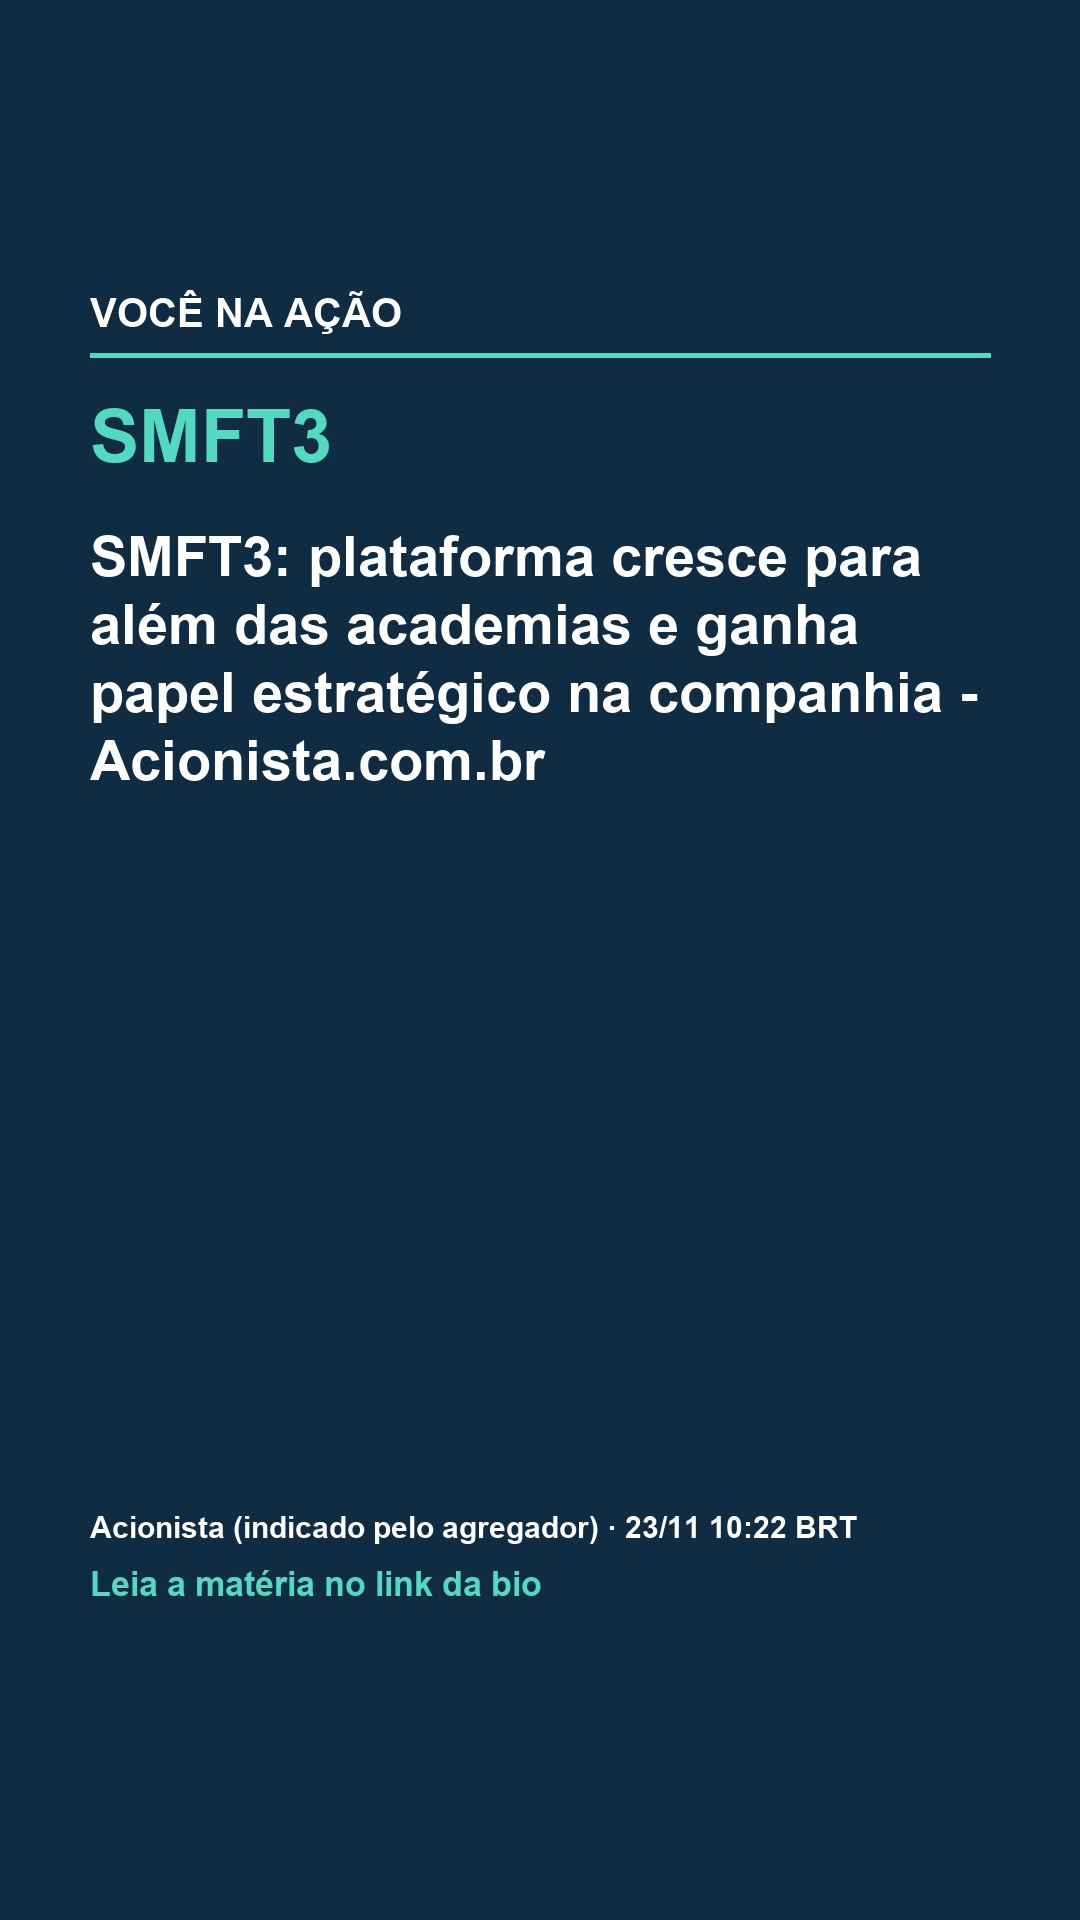 VOCÊ NA AÇÃO
SMFT3
SMFT3: plataforma cresce para
além das academias e ganha
papel estratégico na companhia -
Acionista.com.br
Acionista (indicado pelo agregador) · 23/11 10:22 BRT
Leia a matéria no link da bio